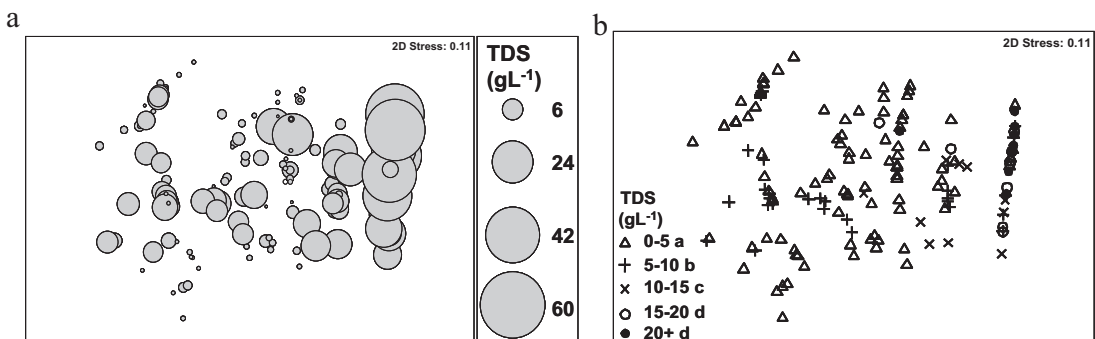 a
2D Stress: 0.11
TDS
(gL⁻¹)
6
24
42
60
b
2D Stress: 0.11
TDS
(gL⁻¹)
0-5 a
5-10 b
10-15 c
15-20 d
20+ d